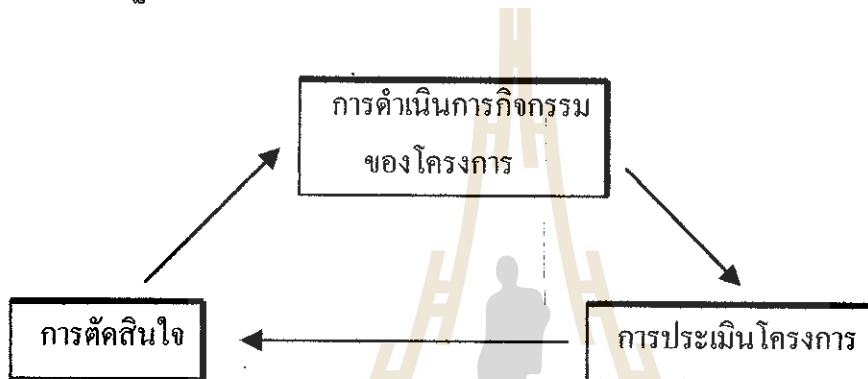 การดำเนินการกิจกรรม
ของโครงการ
การตัดสินใจ
การประเมินโครงการ